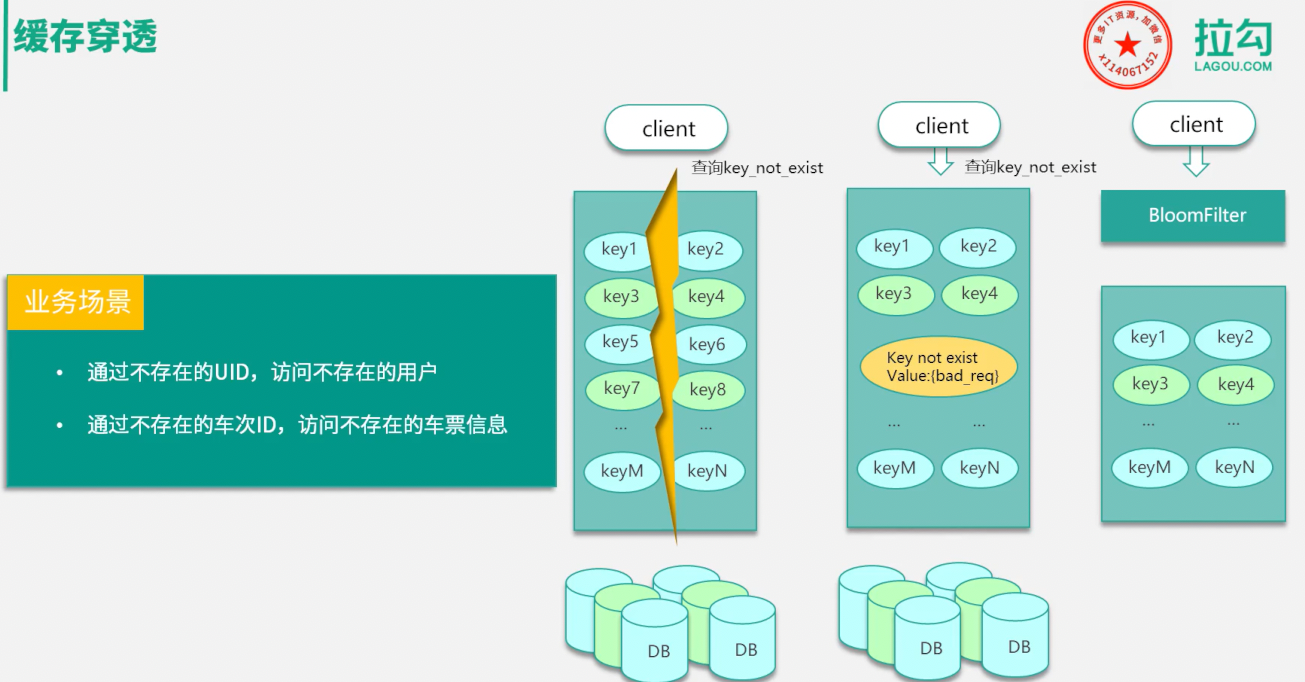 缓存穿透
更多IT资源,加微信
x114067152
拉勾
LAGOU.COM
业务场景
• 通过不存在的UID，访问不存在的用户
• 通过不存在的车次ID，访问不存在的车票信息
client
查询key_not_exist
key1 key2
key3 key4
key5 key6
key7 key8
... ...
keyM keyN
DB DB
client
查询key_not_exist
key1 key2
key3 key4
Key not exist
Value:{bad_req}
... ...
keyM keyN
DB DB
client
BloomFilter
key1 key2
key3 key4
... ...
keyM keyN